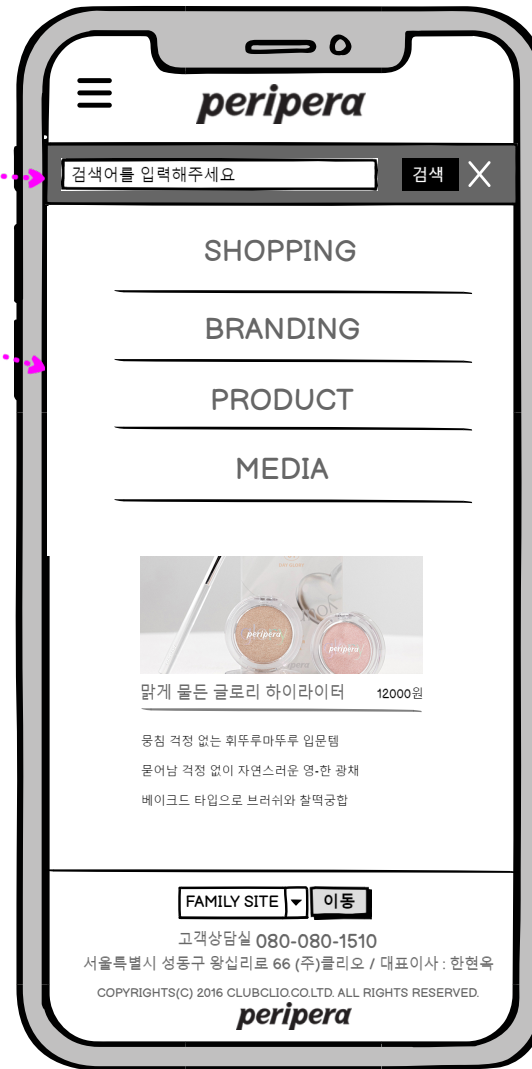 peripera
검색어를 입력해주세요 검색
SHOPPING
BRANDING
PRODUCT
MEDIA
peripera
peripera
맑게 물든 글로리 하이라이터 12000원
뭉침 걱정 없는 휘뚜루마뚜루 입문템
묻어남 걱정 없이 자연스러운 영-한 광채
베이크드 타입으로 브러쉬와 찰떡궁합
FAMILY SITE 이동
고객상담실 080-080-1510
서울특별시 성동구 왕십리로 66 (주)클리오 / 대표이사 : 한현옥
COPYRIGHTS(C) 2016 CLUBCLIO.CO.LTD. ALL RIGHTS RESERVED.
peripera